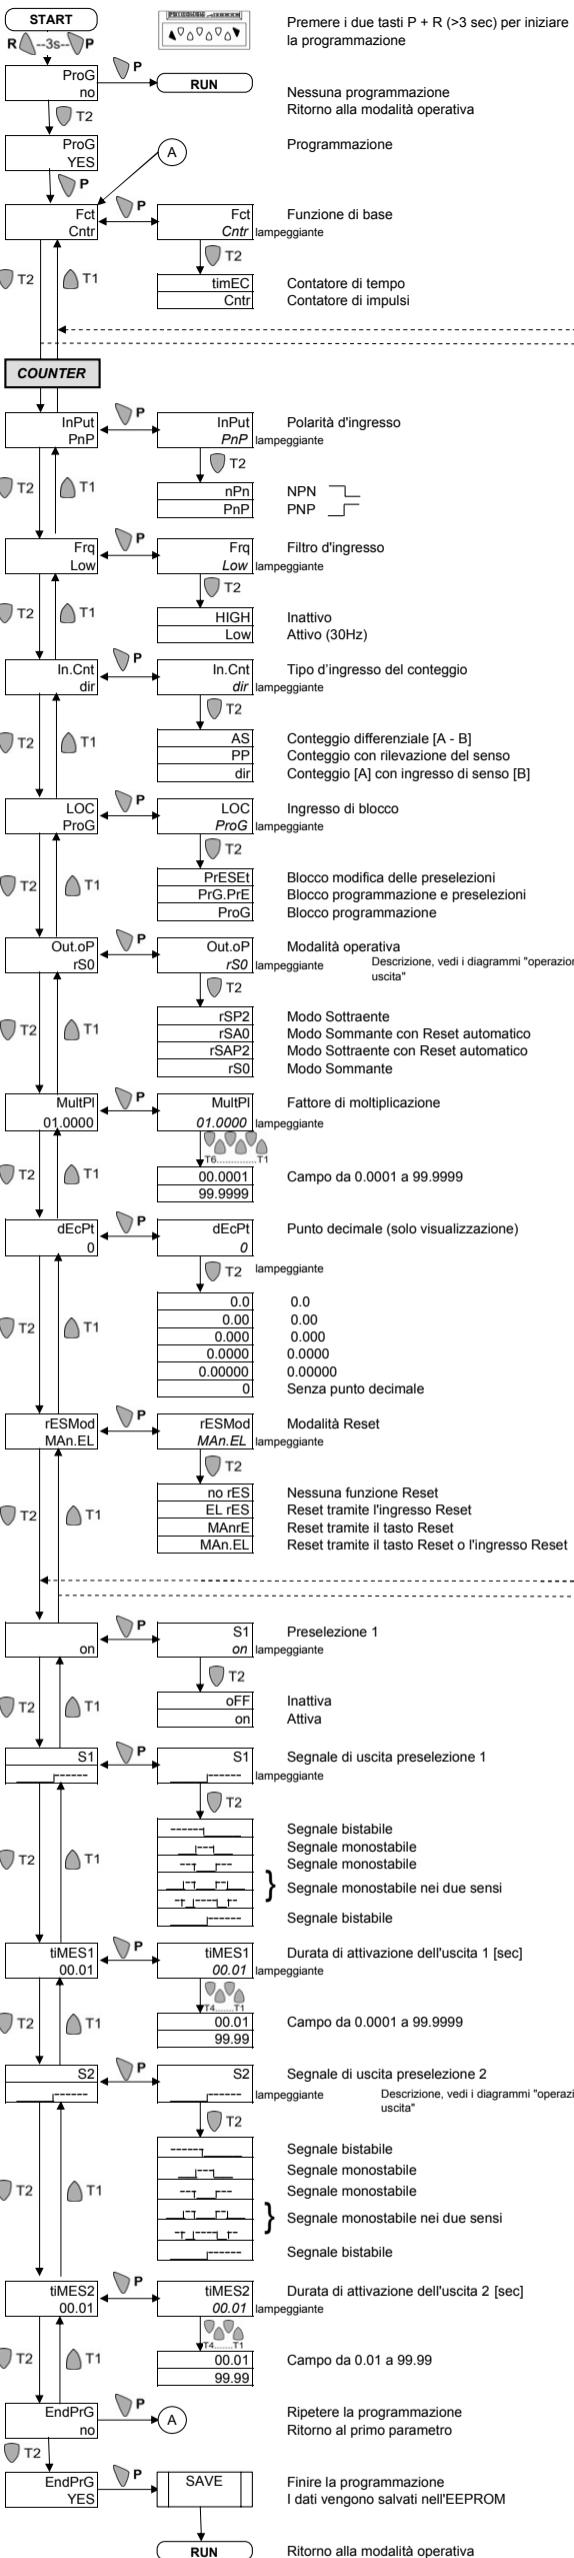 START
Premere i due tasti P + R (>3 sec) per iniziare
la programmazione
R --3s-- P
ProG
no
P
RUN
Nessuna programmazione
Ritorno alla modalità operativa
T2
ProG
YES
A
Programmazione
P
Fct
Cntr
P
Fct
Cntr lampeggiante
Funzione di base
T2
T2 T1
timEC Contatore di tempo
Cntr Contatore di impulsi
COUNTER
InPut
PnP
P
InPut
PnP lampeggiante
Polarità d'ingresso
T2
T2 T1
nPn NPN
PnP PNP
Frq
Low
P
Frq
Low lampeggiante
Filtro d'ingresso
T2
T2 T1
HIGH Inattivo
Low Attivo (30Hz)
In.Cnt
dir
P
In.Cnt
dir lampeggiante
Tipo d'ingresso del conteggio
T2
T2 T1
AS Conteggio differenziale [A - B]
PP Conteggio con rilevazione del senso
dir Conteggio [A] con ingresso di senso [B]
LOC
ProG
P
LOC
ProG lampeggiante
Ingresso di blocco
T2
T2 T1
PrESEt Blocco modifica delle preselezioni
PrG.PrE Blocco programmazione e preselezioni
ProG Blocco programmazione
Out.oP
rS0
P
Out.oP
rS0 lampeggiante
Modalità operativa
Descrizione, vedi i diagrammi "operazion
uscita"
T2
T2 T1
rSP2 Modo Sottraente
rSA0 Modo Sommante con Reset automatico
rSAP2 Modo Sottraente con Reset automatico
rS0 Modo Sommante
MultPl
01.0000
P
MultPl
01.0000 lampeggiante
Fattore di moltiplicazione
T6.............T1
T2 T1
00.0001 Campo da 0.0001 a 99.9999
99.9999
dEcPt
0
P
dEcPt
0
Punto decimale (solo visualizzazione)
T2 lampeggiante
T2 T1
0.0 0.0
0.00 0.00
0.000 0.000
0.0000 0.0000
0.00000 0.00000
0 Senza punto decimale
rESMod
MAn.EL
P
rESMod
MAn.EL lampeggiante
Modalità Reset
T2
T2 T1
no rES Nessuna funzione Reset
EL rES Reset tramite l'ingresso Reset
MAnrE Reset tramite il tasto Reset
MAn.EL Reset tramite il tasto Reset o l'ingresso Reset
on
P
S1
on lampeggiante
Preselezione 1
T2
T2 T1
oFF Inattiva
on Attiva
S1
P
S1
lampeggiante
Segnale di uscita preselezione 1
T2
T2 T1
Segnale bistabile
Segnale monostabile
Segnale monostabile
} Segnale monostabile nei due sensi
Segnale bistabile
tiMES1
00.01
P
tiMES1
00.01 lampeggiante
Durata di attivazione dell'uscita 1 [sec]
T4.......T1
T2 T1
00.01 Campo da 0.0001 a 99.9999
99.99
S2
P
S2
lampeggiante
Segnale di uscita preselezione 2
Descrizione, vedi i diagrammi "operazi
uscita"
T2
T2 T1
Segnale bistabile
Segnale monostabile
Segnale monostabile
} Segnale monostabile nei due sensi
Segnale bistabile
tiMES2
00.01
P
tiMES2
00.01 lampeggiante
Durata di attivazione dell'uscita 2 [sec]
T4.......T1
T2 T1
00.01 Campo da 0.01 a 99.99
99.99
EndPrG
no
P
A
Ripetere la programmazione
Ritorno al primo parametro
T2
EndPrG
YES
P
SAVE
Finire la programmazione
I dati vengono salvati nell'EEPROM
RUN
Ritorno alla modalità operativa